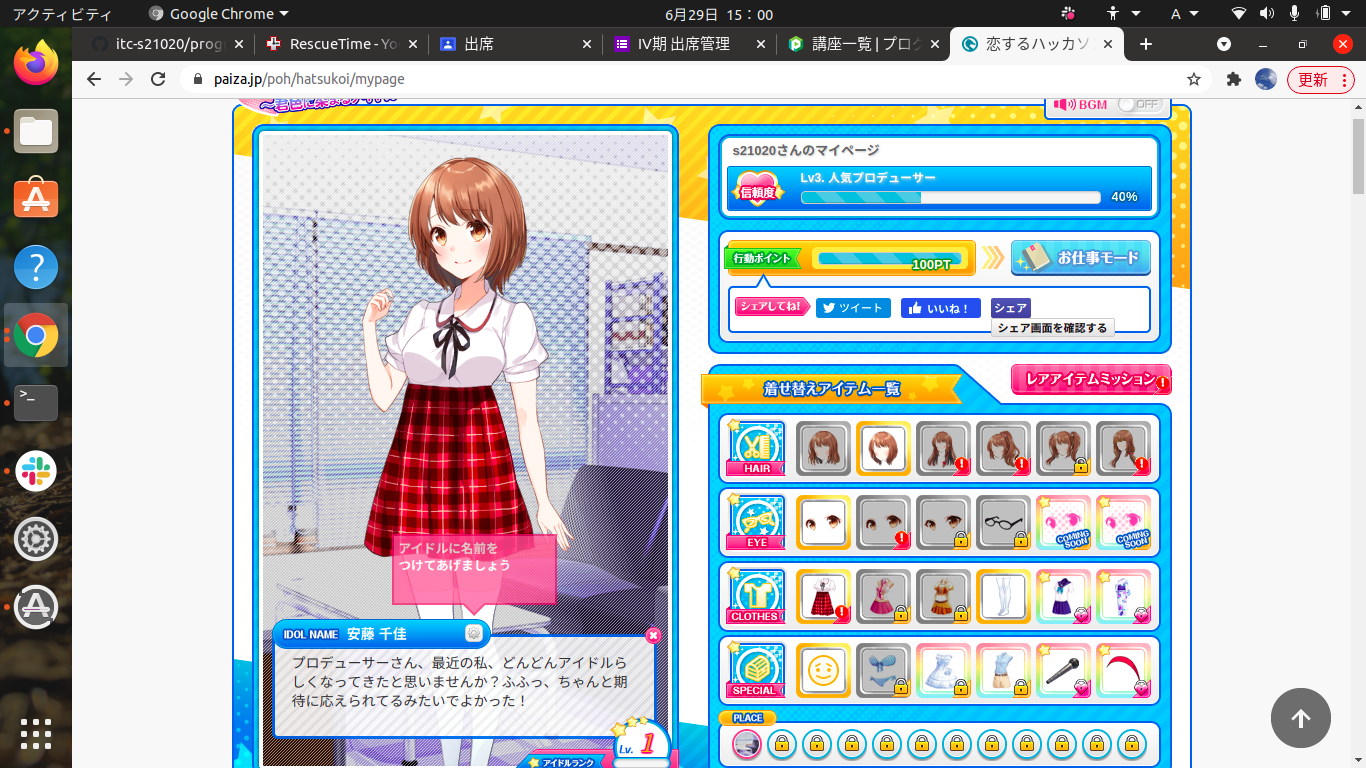 アクティビティ
Google Chrome
6月29日 15：00
A
itc-s21020/prog
RescueTime - Yo
出席
IV期 出席管理
講座一覧 | プロ
恋するハッカソン
paiza.jp/poh/hatsukoi/mypage
更新
BGM
OFF
s21020さんのマイページ
信頼度
Lv3. 人気プロデューサー
40%
行動ポイント
100PT
お仕事モード
シェアしてね!
ツイート
いいね！
シェア
シェア画面を確認する
着せ替えアイテム一覧
レアアイテムミッション
HAIR
EYE
COMING SOON
COMING SOON
CLOTHES
SPECIAL
PLACE
アイドルに名前を
つけてあげましょう
IDOL NAME 安藤 千佳
プロデューサーさん、最近の私、どんどんアイドルら
しくなってきたと思いませんか？ふふっ、ちゃんと期
待に応えられてるみたいでよかった！
Lv. 1
アイドルランク